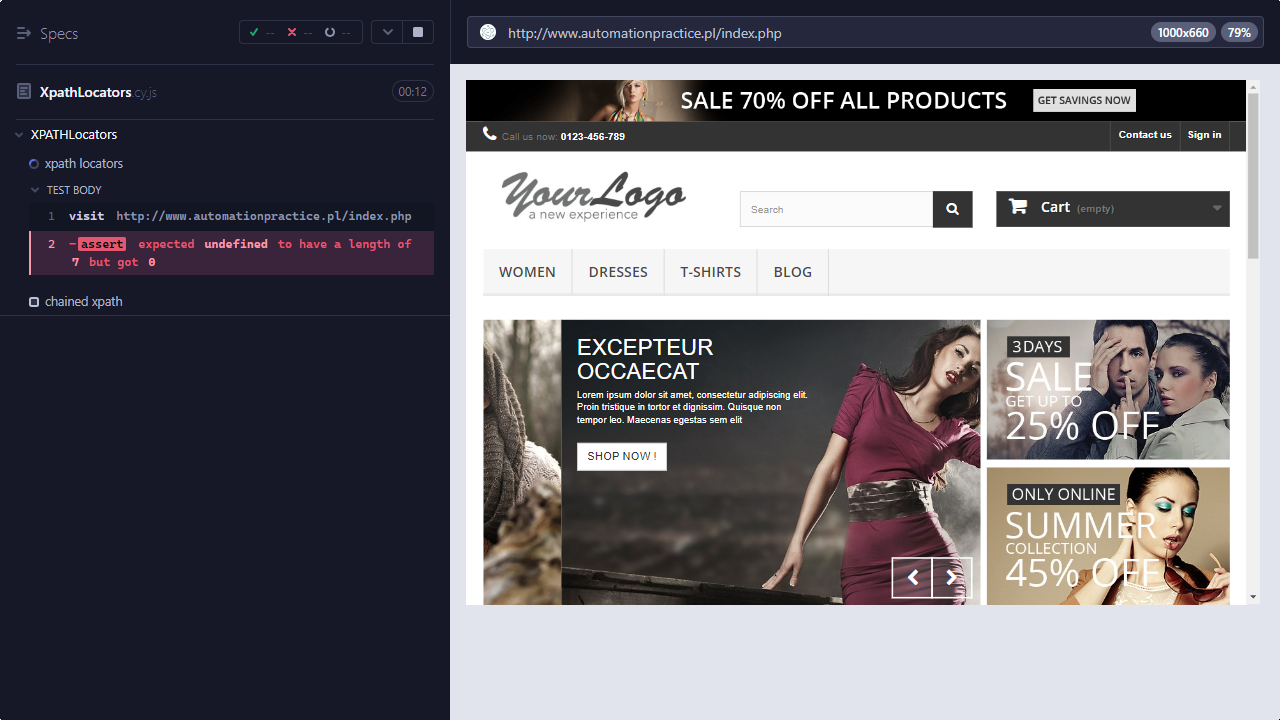 Specs
-- -- --
http://www.automationpractice.pl/index.php
1000x660
79%
XpathLocators.cy.js
00:12
XPATHLocators
xpath locators
TEST BODY
1 visit http://www.automationpractice.pl/index.php
2 -assert expected undefined to have a length of
7 but got 0
chained xpath
SALE 70% OFF ALL PRODUCTS
GET SAVINGS NOW
Call us now: 0123-456-789
Contact us
Sign in
YourLogo
a new experience
Search
Cart (empty)
WOMEN
DRESSES
T-SHIRTS
BLOG
EXCEPTEUR
OCCAECAT
Lorem ipsum dolor sit amet, consectetur adipiscing elit.
Proin tristique in tortor et dignissim. Quisque non
tempor leo. Maecenas egestas sem elit
SHOP NOW !
3 DAYS
SALE
GET UP TO
25% OFF
ONLY ONLINE
SUMMER
COLLECTION
45% OFF